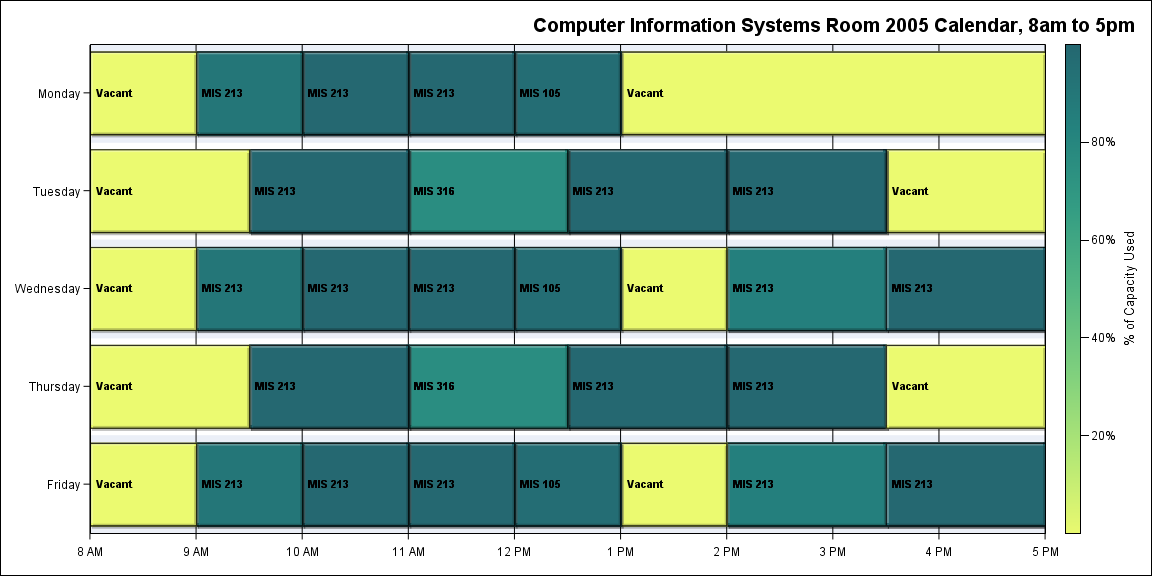 Computer Information Systems Room 2005 Calendar, 8am to 5pm
Monday
Vacant
MIS 213
MIS 213
MIS 213
MIS 105
Vacant
Tuesday
Vacant
MIS 213
MIS 316
MIS 213
MIS 213
Vacant
Wednesday
Vacant
MIS 213
MIS 213
MIS 213
MIS 105
Vacant
MIS 213
MIS 213
Thursday
Vacant
MIS 213
MIS 316
MIS 213
MIS 213
Vacant
Friday
Vacant
MIS 213
MIS 213
MIS 213
MIS 105
Vacant
MIS 213
MIS 213
8 AM
9 AM
10 AM
11 AM
12 PM
1 PM
2 PM
3 PM
4 PM
5 PM
80%
60%
40%
20%
% of Capacity Used